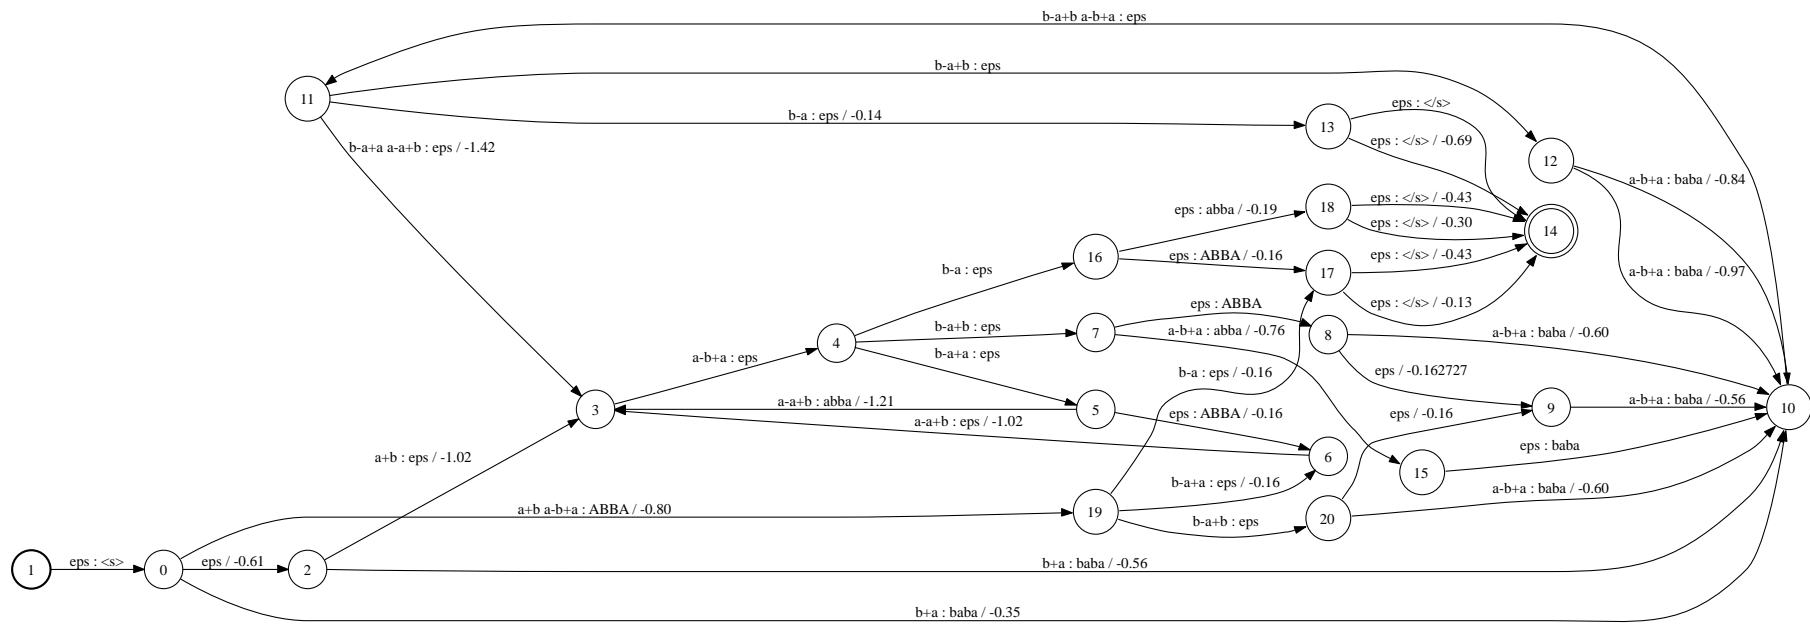 b-a+b a-b+a : eps
b-a+b : eps
11
eps : </s>
b-a : eps / -0.14
13
b-a+a a-a+b : eps / -1.42
eps : </s> / -0.69
12
a-b+a : baba / -0.84
eps : abba / -0.19
18
eps : </s> / -0.43
eps : </s> / -0.30
14
16
b-a : eps
eps : ABBA / -0.16
17
eps : </s> / -0.43
a-b+a : baba / -0.97
eps : </s> / -0.13
eps : ABBA
4
b-a+b : eps
7
a-b+a : abba / -0.76
8
a-b+a : baba / -0.60
a-b+a : eps
b-a+a : eps
b-a : eps / -0.16
eps / -0.162727
3
a-a+b : abba / -1.21
5
eps : ABBA / -0.16
eps / -0.16
9
a-b+a : baba / -0.56
10
a-a+b : eps / -1.02
eps : baba
a+b : eps / -1.02
6
15
b-a+a : eps / -0.16
a-b+a : baba / -0.60
a+b a-b+a : ABBA / -0.80
19
b-a+b : eps
20
1
eps : <s>
0
eps / -0.61
2
b+a : baba / -0.56
b+a : baba / -0.35